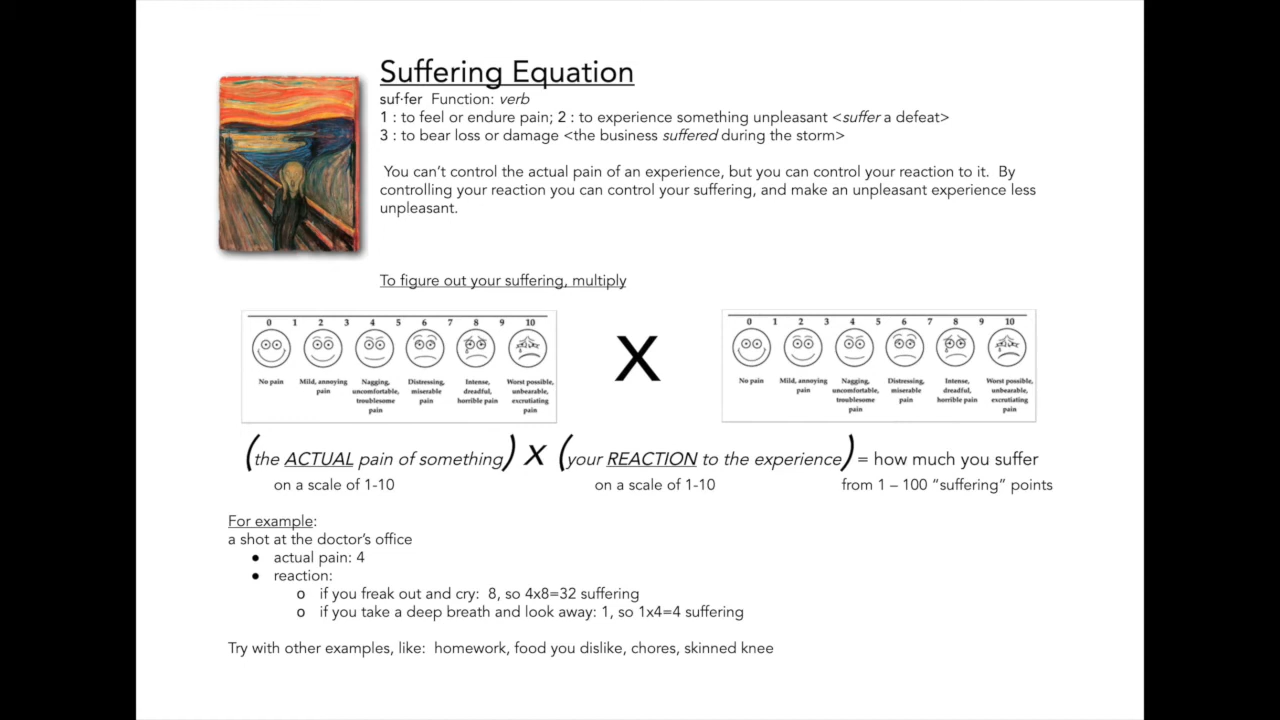 Suffering Equation
suf·fer Function: verb
1 : to feel or endure pain; 2 : to experience something unpleasant <suffer a defeat>
3 : to bear loss or damage <the business suffered during the storm>
You can't control the actual pain of an experience, but you can control your reaction to it. By
controlling your reaction you can control your suffering, and make an unpleasant experience less
unpleasant.
To figure out your suffering, multiply
0 1 2 3 4 5 6 7 8 9 10
No pain
Mild, annoying
pain
Nagging,
uncomfortable,
troublesome
pain
Distressing,
miserable
pain
Intense,
dreadful,
horrible pain
Worst possible,
unbearable,
excrutiating
pain
X
0 1 2 3 4 5 6 7 8 9 10
No pain
Mild, annoying
pain
Nagging,
uncomfortable,
troublesome
pain
Distressing,
miserable
pain
Intense,
dreadful,
horrible pain
Worst possible,
unbearable,
excrutiating
pain
(the ACTUAL pain of something) X (your REACTION to the experience) = how much you suffer
on a scale of 1-10 on a scale of 1-10 from 1 – 100 "suffering" points
For example:
a shot at the doctor's office
● actual pain: 4
● reaction:
o if you freak out and cry: 8, so 4x8=32 suffering
o if you take a deep breath and look away: 1, so 1x4=4 suffering
Try with other examples, like: homework, food you dislike, chores, skinned knee